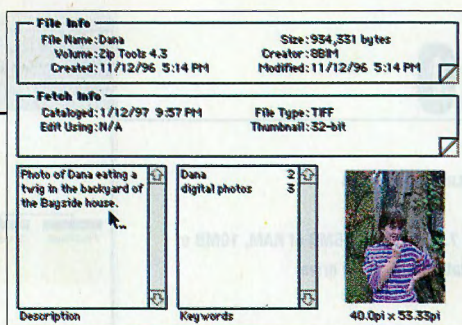 File Info
File Name:Dana Size:934,331 bytes
Volume:Zip Tools 4.3 Creator:8BIM
Created:11/12/96 5:14 PM Modified:11/12/96 5:14 PM
Fetch Info
Cataloged:1/12/97 9:57 PM File Type:TIFF
Edit Using:N/A Thumbnail:32-bit
Photo of Dana eating a
twig in the backyard of
the Bayside house.
Dana 2
digital photos 3
Description Keywords 40.0pi x 53.33pi